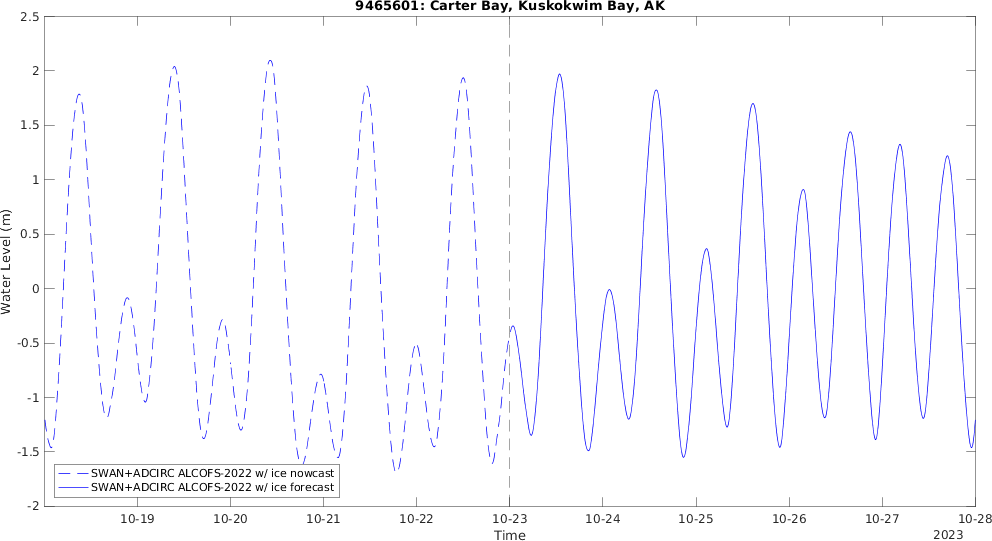 9465601: Carter Bay, Kuskokwim Bay, AK
2.5
2
1.5
1
0.5
0
-0.5
-1
-1.5
-2
Water Level (m)
SWAN+ADCIRC ALCOFS-2022 w/ ice nowcast
SWAN+ADCIRC ALCOFS-2022 w/ ice forecast
10-19 10-20 10-21 10-22 10-23 10-24 10-25 10-26 10-27 10-28
Time
2023